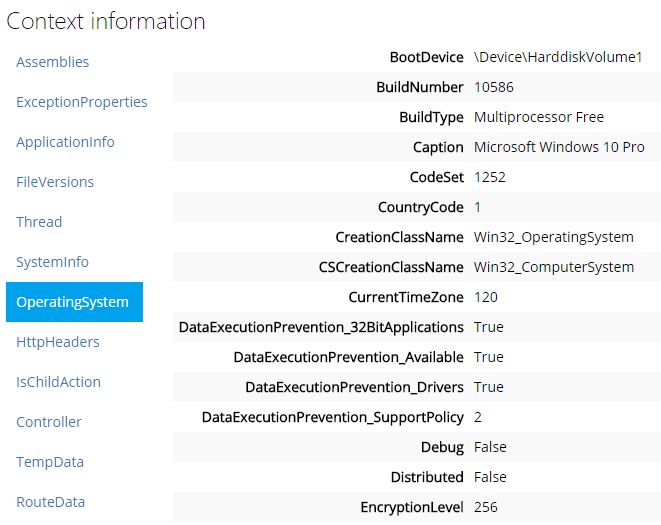 Context information
Assemblies
ExceptionProperties
ApplicationInfo
FileVersions
Thread
SystemInfo
OperatingSystem
HttpHeaders
IsChildAction
Controller
TempData
RouteData
BootDevice \Device\HarddiskVolume1
BuildNumber 10586
BuildType Multiprocessor Free
Caption Microsoft Windows 10 Pro
CodeSet 1252
CountryCode 1
CreationClassName Win32_OperatingSystem
CSCreationClassName Win32_ComputerSystem
CurrentTimeZone 120
DataExecutionPrevention_32BitApplications True
DataExecutionPrevention_Available True
DataExecutionPrevention_Drivers True
DataExecutionPrevention_SupportPolicy 2
Debug False
Distributed False
EncryptionLevel 256